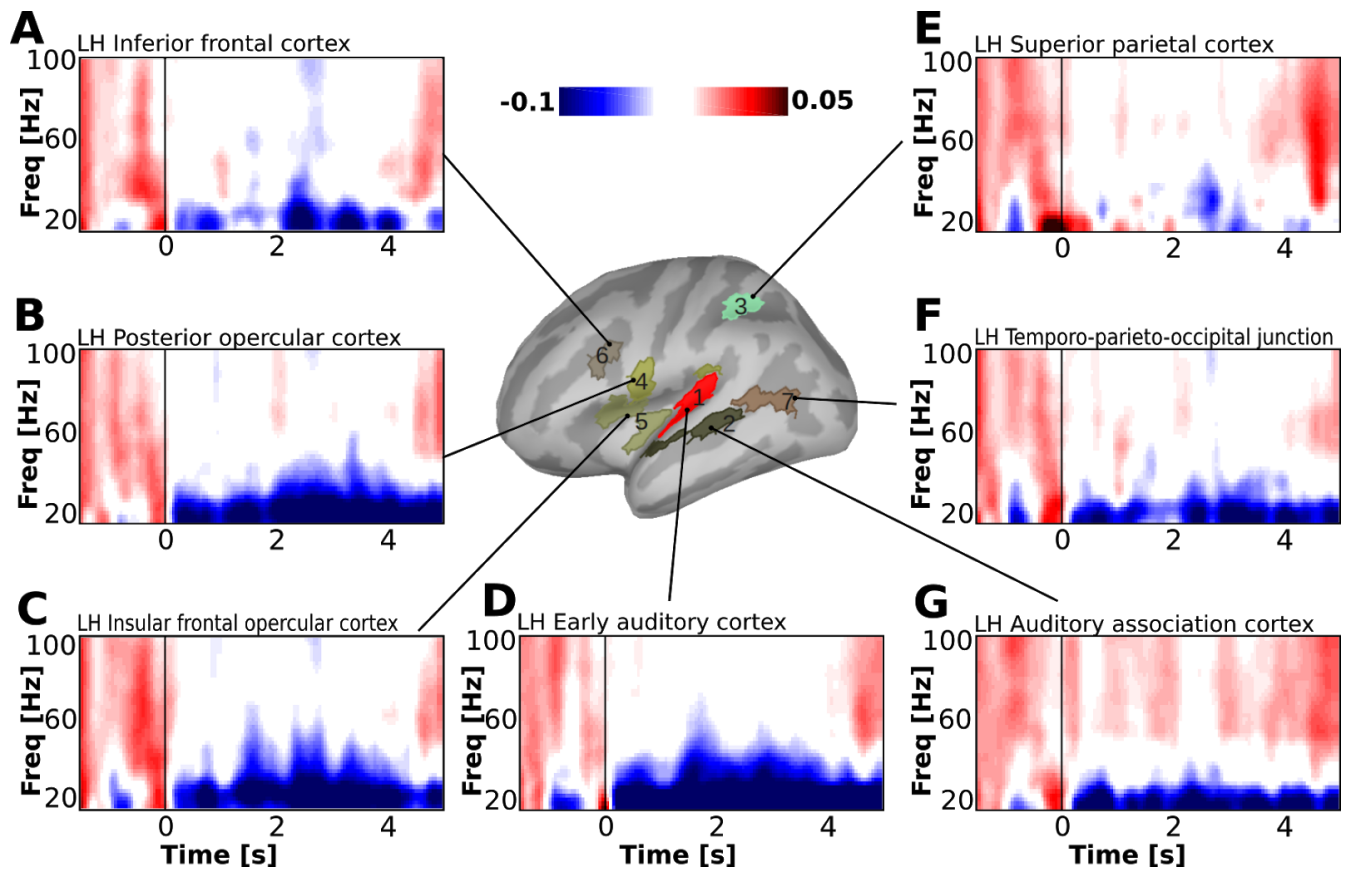 A
LH Inferior frontal cortex
Freq [Hz]
100
60
20
0 2 4
-0.1 0.05
E
LH Superior parietal cortex
Freq [Hz]
100
60
20
0 2 4
B
LH Posterior opercular cortex
Freq [Hz]
100
60
20
0 2 4
3
6
4
1
7
5
2
F
LH Temporo-parieto-occipital junction
Freq [Hz]
100
60
20
0 2 4
C
LH Insular frontal opercular cortex
Freq [Hz]
100
60
20
0 2 4
Time [s]
D
LH Early auditory cortex
Freq [Hz]
100
60
20
0 2 4
Time [s]
G
LH Auditory association cortex
Freq [Hz]
100
60
20
0 2 4
Time [s]